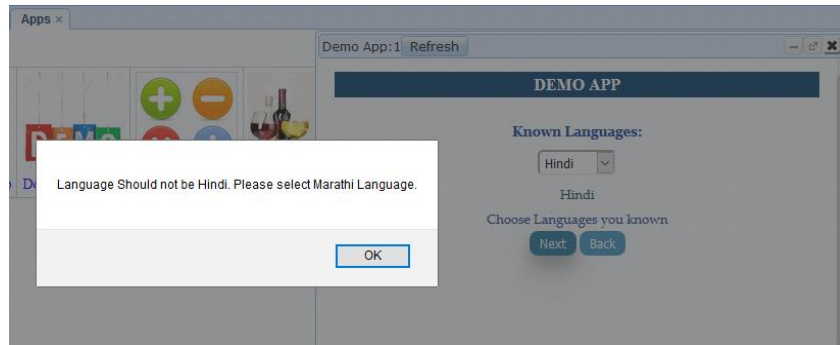 Apps ×
Demo App:1 Refresh
DEMO APP
Known Languages:
Hindi
Hindi
Choose Languages you known
Next Back
DEMO
Language Should not be Hindi. Please select Marathi Language.
OK